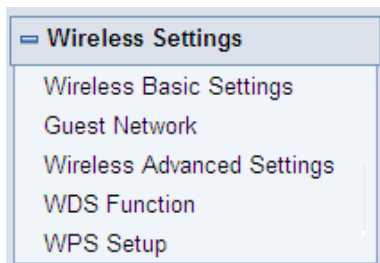 Wireless Settings
Wireless Basic Settings
Guest Network
Wireless Advanced Settings
WDS Function
WPS Setup